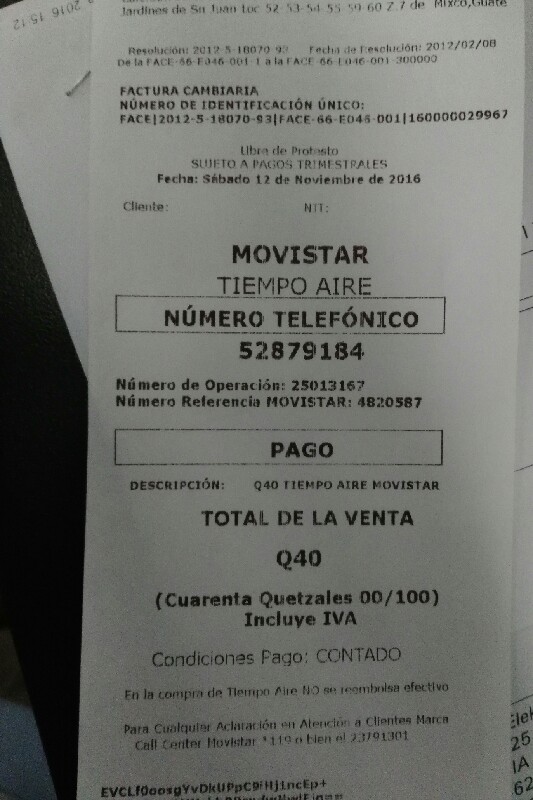 2016 15:12
Jardines de Sn Juan Loc 52-53-54-55-59-60 Z.7 de Mixco,Guate
Resolución: 2012-5-18070-93 Fecha de Resolución: 2012/02/08
De la FACE-66-E046-001-1 a la FACE-66-E046-001-300000
FACTURA CAMBIARIA
NÚMERO DE IDENTIFICACIÓN ÚNICO:
FACE|2012-5-18070-93|FACE-66-E046-001|160000029967
Libre de Protesto
SUJETO A PAGOS TRIMESTRALES
Fecha: Sábado 12 de Noviembre de 2016
Cliente: NIT:
MOVISTAR
TIEMPO AIRE
NÚMERO TELEFÓNICO
52879184
Número de Operación: 25013167
Número Referencia MOVISTAR: 4820587
PAGO
DESCRIPCIÓN: Q40 TIEMPO AIRE MOVISTAR
TOTAL DE LA VENTA
Q40
(Cuarenta Quetzales 00/100)
Incluye IVA
Condiciones Pago: CONTADO
En la compra de Tiempo Aire NO se reembolsa efectivo
Para Cualquier Aclaración en Atención a Clientes Marca
Call Center Movistar *119 o bien el 23791301
Elek
25
IA
62